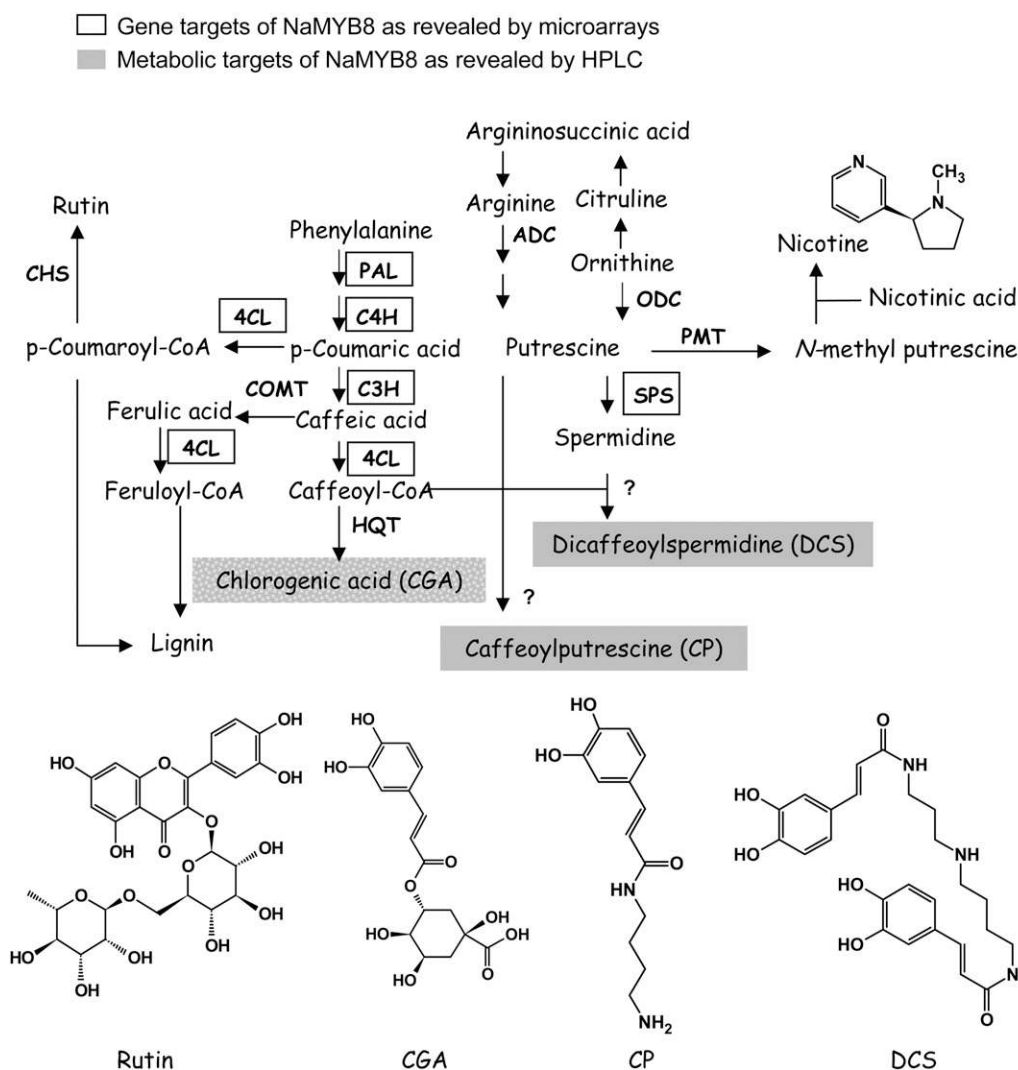 Gene targets of NaMYB8 as revealed by microarrays
Metabolic targets of NaMYB8 as revealed by HPLC
Argininosuccinic acid
Rutin
Arginine
Citruline
N
CH3
N
Phenylalanine
ADC
Nicotine
CHS
PAL
Ornithine
Nicotinic acid
4CL
C4H
ODC
p-Coumaroyl-CoA
p-Coumaric acid
Putrescine
PMT
N-methyl putrescine
COMT
C3H
SPS
Ferulic acid
Caffeic acid
Spermidine
4CL
4CL
Feruloyl-CoA
Caffeoyl-CoA
?
HQT
Dicaffeoylspermidine (DCS)
Chlorogenic acid (CGA)
?
Lignin
Caffeoylputrescine (CP)
OH
OH
HO
O
OH
O
O
OH
O
OH
OH
OH
O
O
HO
OH
OH
HO
HO
O
O
HO
OH
HO
OH
O
HO
HO
O
HN
NH2
O
NH
HO
HO
NH
HO
HO
N
O
Rutin
CGA
CP
DCS